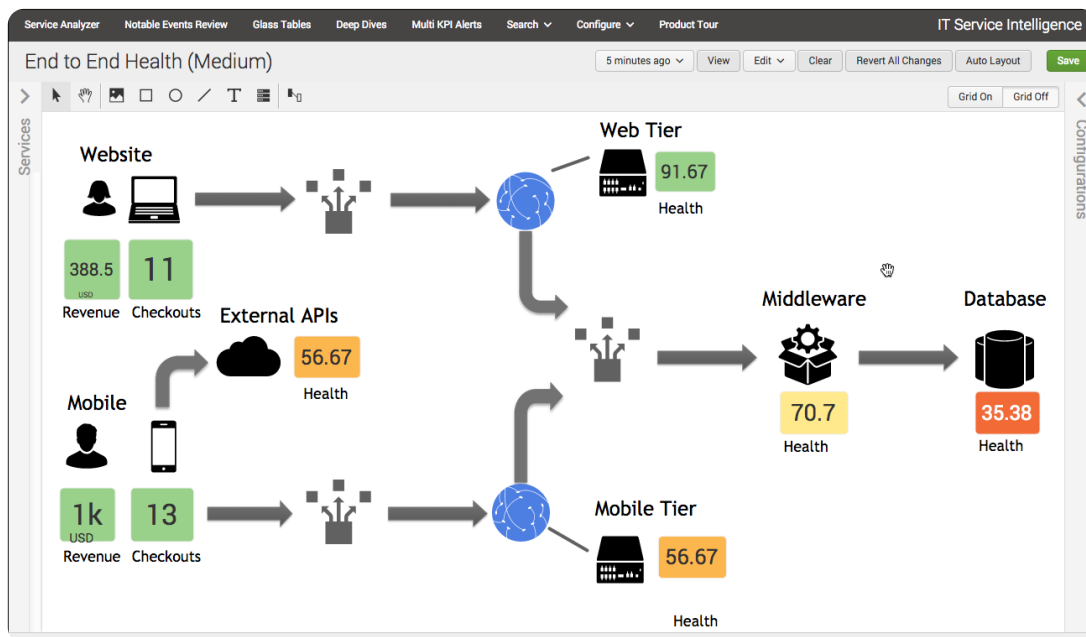 Service Analyzer Notable Events Review Glass Tables Deep Dives Multi KPI Alerts Search Configure Product Tour IT Service Intelligence
End to End Health (Medium) 5 minutes ago View Edit Clear Revert All Changes Auto Layout Save
T Grid On Grid Off
Services
Configurations
Website
388.5
USD
Revenue
11
Checkouts
Web Tier
91.67
Health
External APIs
56.67
Health
Middleware
70.7
Health
Database
35.38
Health
Mobile
1k
USD
Revenue
13
Checkouts
Mobile Tier
56.67
Health